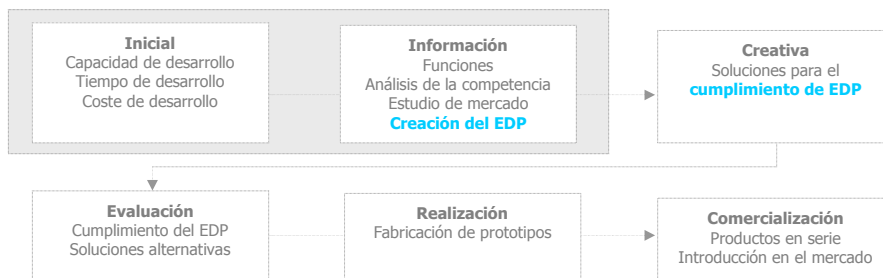 Inicial
Capacidad de desarrollo
Tiempo de desarrollo
Coste de desarrollo
Información
Funciones
Análisis de la competencia
Estudio de mercado
Creación del EDP
Creativa
Soluciones para el
cumplimiento de EDP
Evaluación
Cumplimiento del EDP
Soluciones alternativas
Realización
Fabricación de prototipos
Comercialización
Productos en serie
Introducción en el mercado